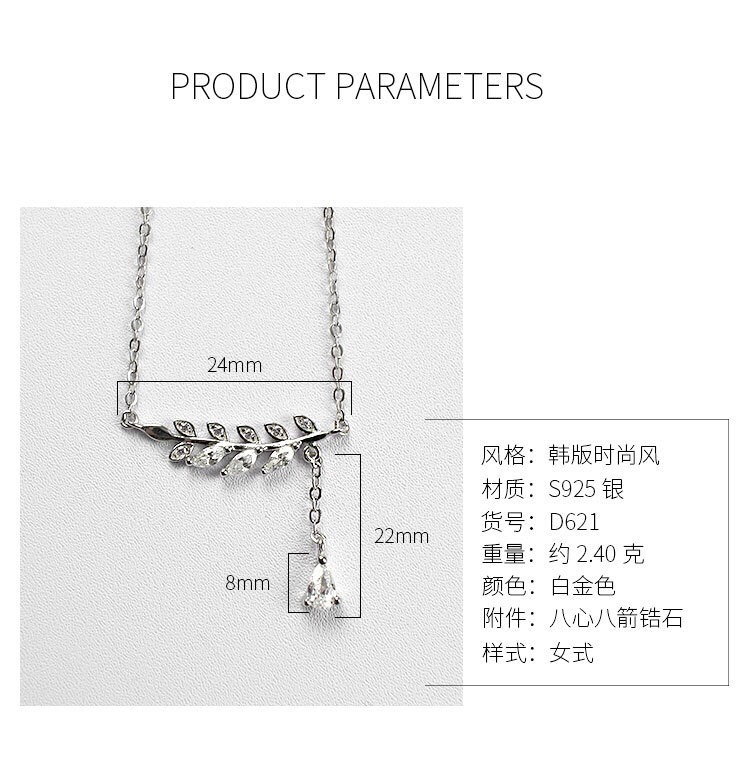 PRODUCT PARAMETERS
24mm
22mm
8mm
风格：韩版时尚风
材质：S925 银
货号：D621
重量：约 2.40 克
颜色：白金色
附件：八心八箭锆石
样式：女式